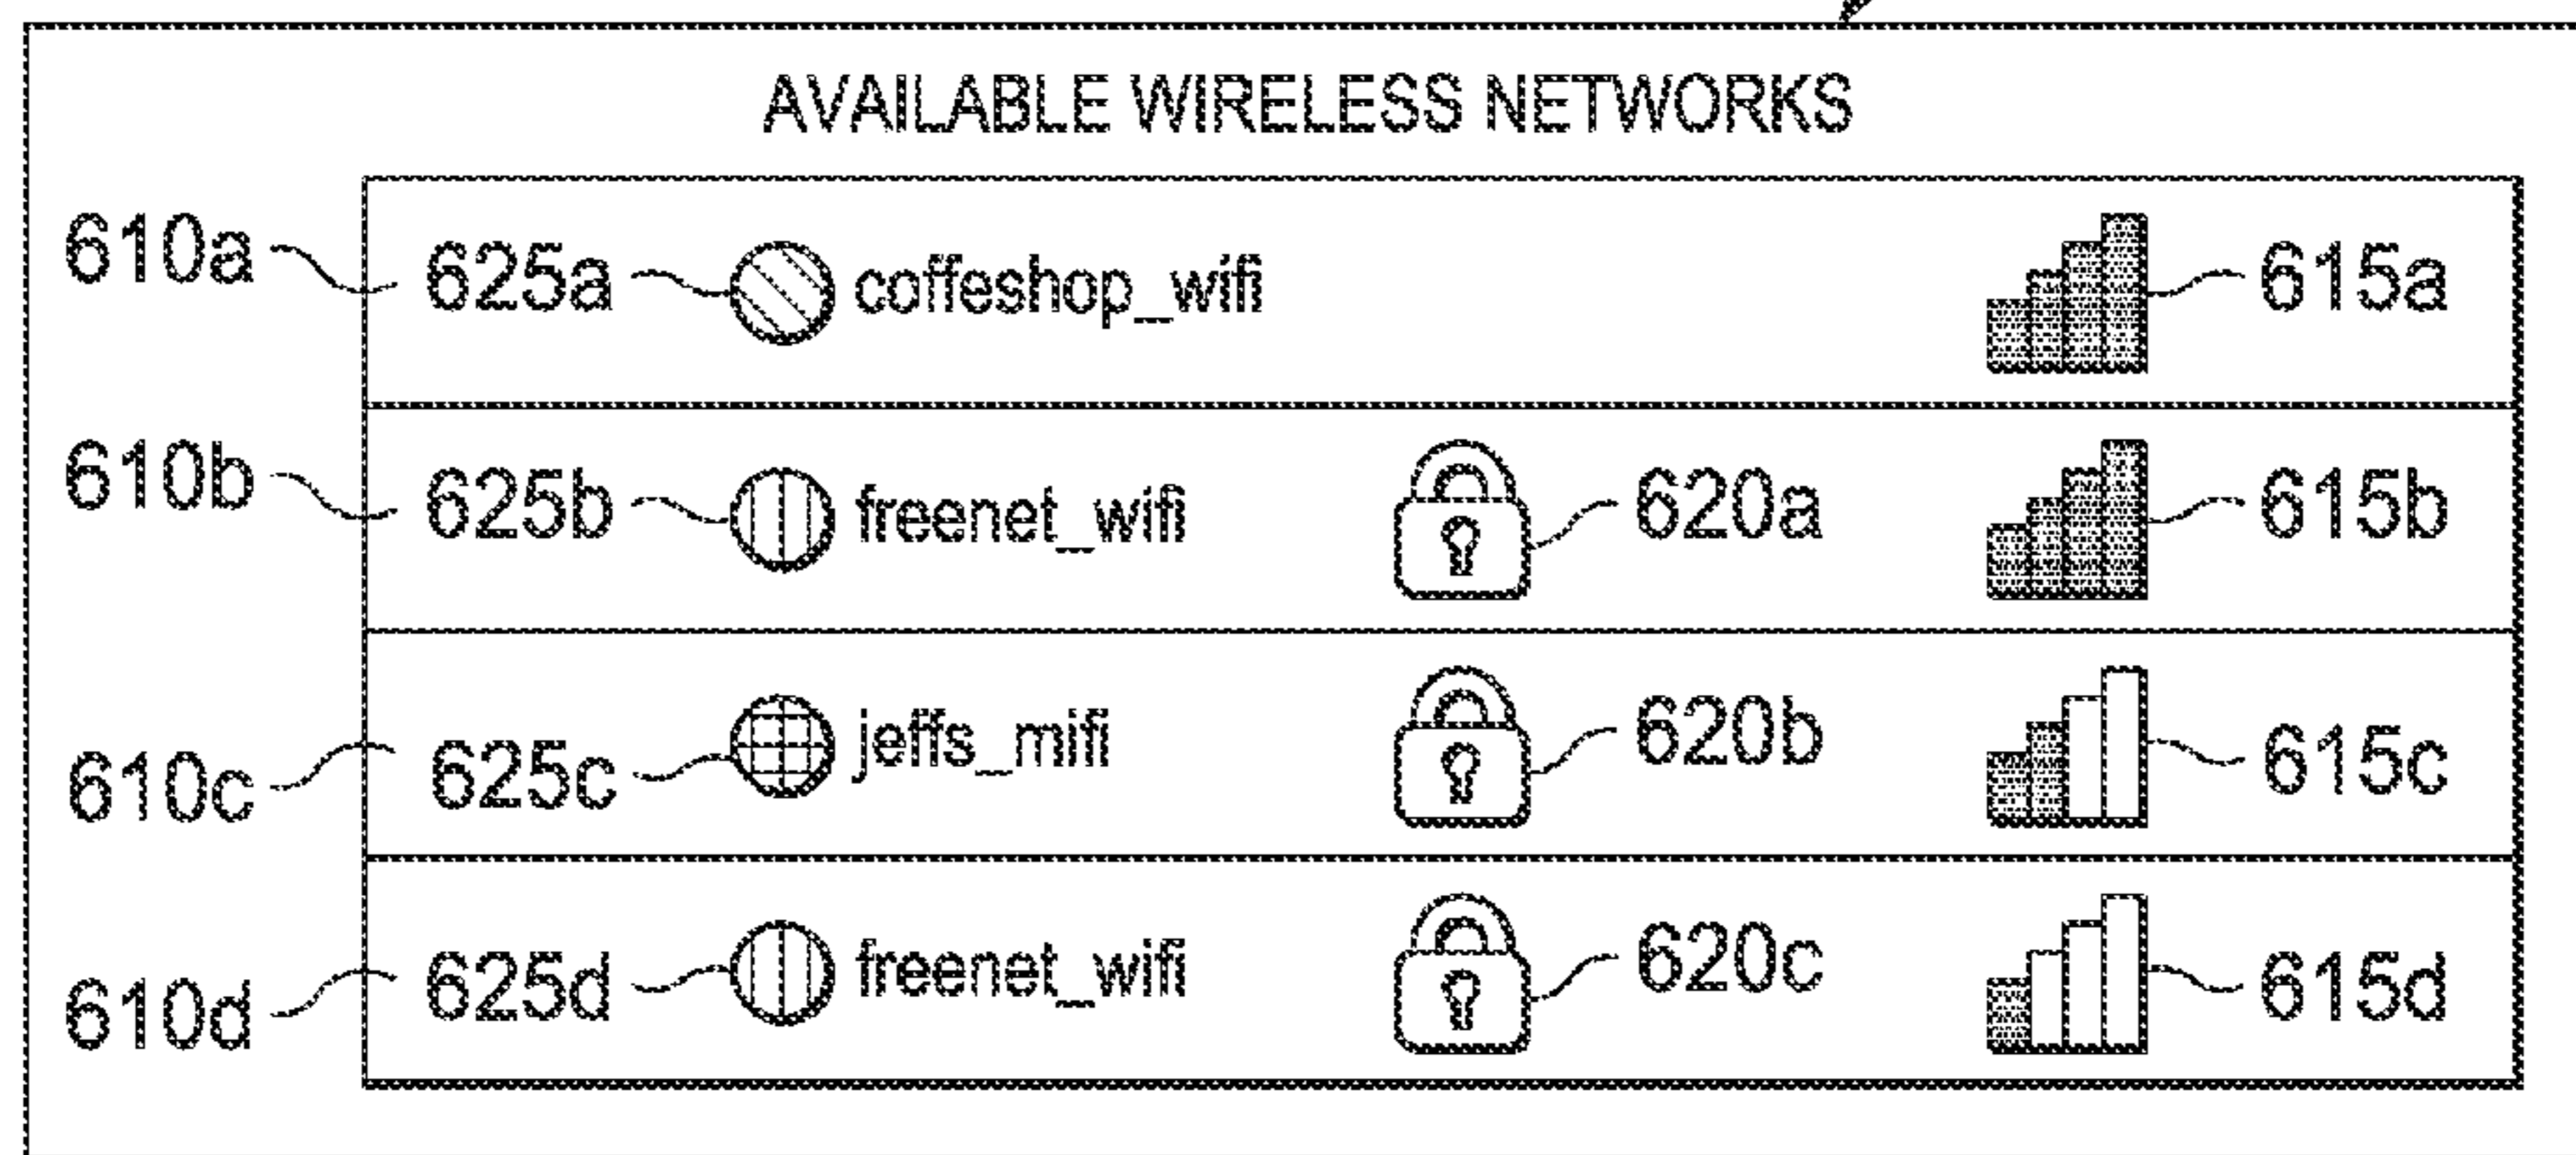 AVAILABLE WIRELESS NETWORKS
610a 625a coffeshop_wifi 615a
610b 625b freenet_wifi 620a 615b
610c 625c jeffs_mifi 620b 615c
610d 625d freenet_wifi 620c 615d